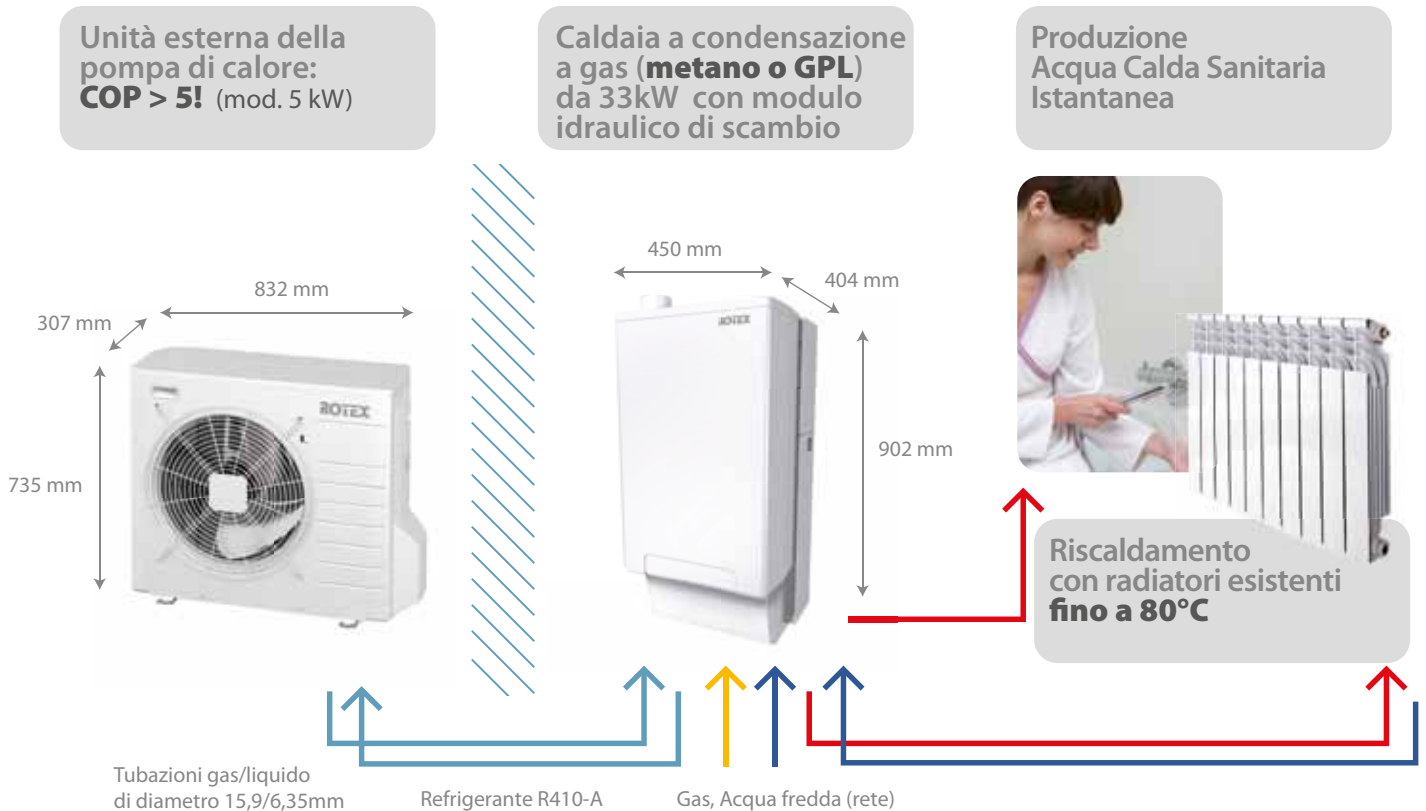 Unità esterna della
pompa di calore:
COP > 5! (mod. 5 kW)
Caldaia a condensazione
a gas (metano o GPL)
da 33kW con modulo
idraulico di scambio
Produzione
Acqua Calda Sanitaria
Istantanea
832 mm
307 mm
735 mm
ROTEX
450 mm
404 mm
902 mm
ROTEX
Riscaldamento
con radiatori esistenti
fino a 80°C
Tubazioni gas/liquido
di diametro 15,9/6,35mm
Refrigerante R410-A
Gas, Acqua fredda (rete)